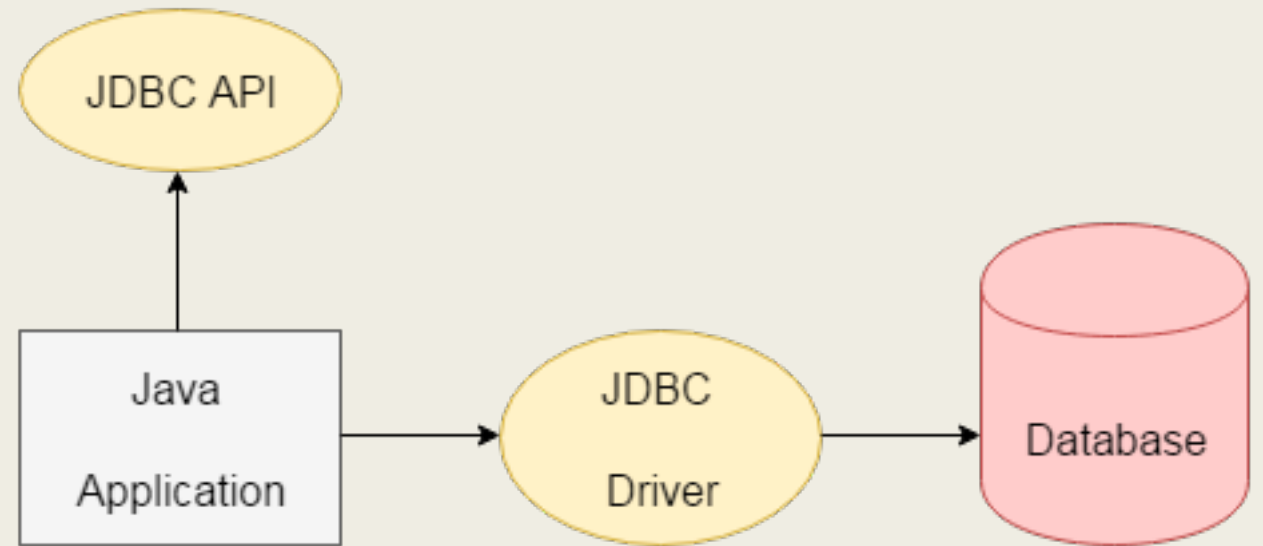 JDBC API
Java
Application
JDBC
Driver
Database